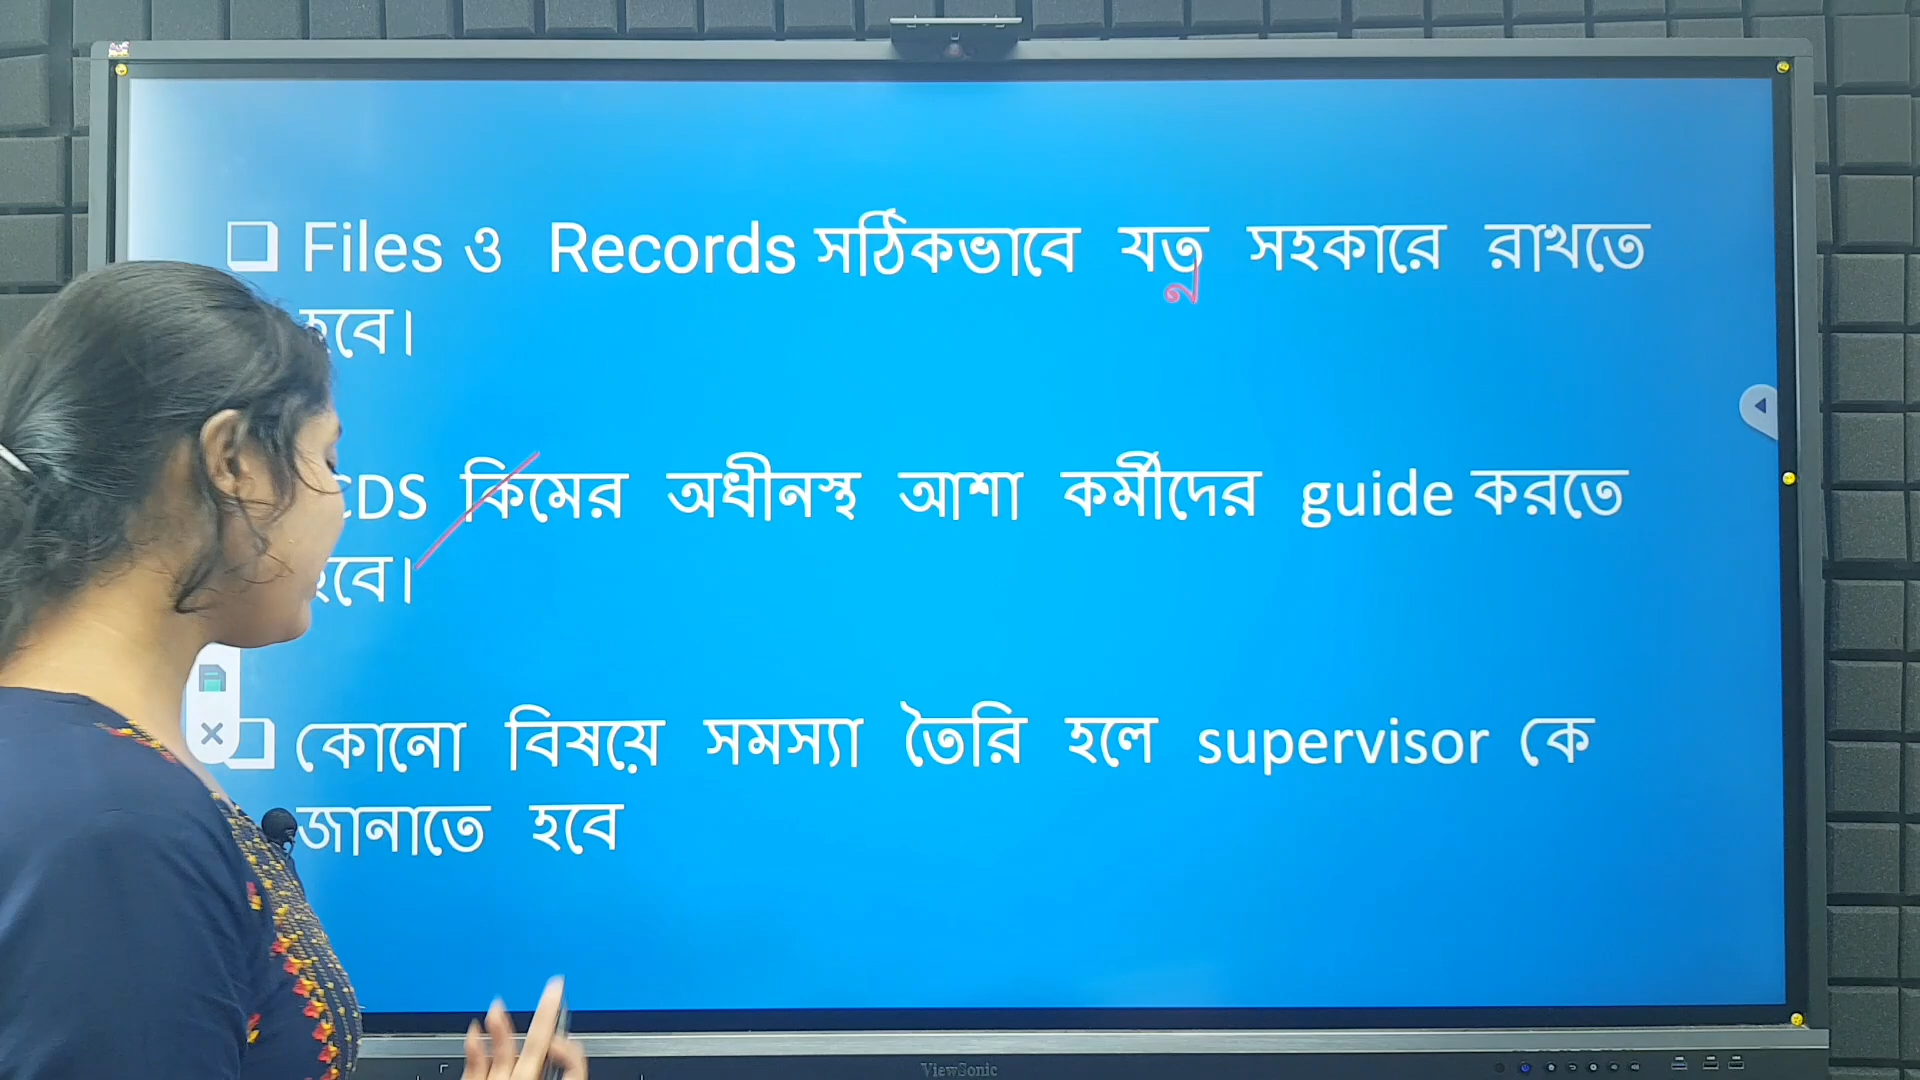 Files ও Records সঠিকভাবে যত্ন সহকারে রাখতে
হবে।
CDS কিমের অধীনস্থ আশা কর্মীদের guide করতে
হবে।
কোনো বিষয়ে সমস্যা তৈরি হলে supervisor কে
জানাতে হবে
ViewSonic